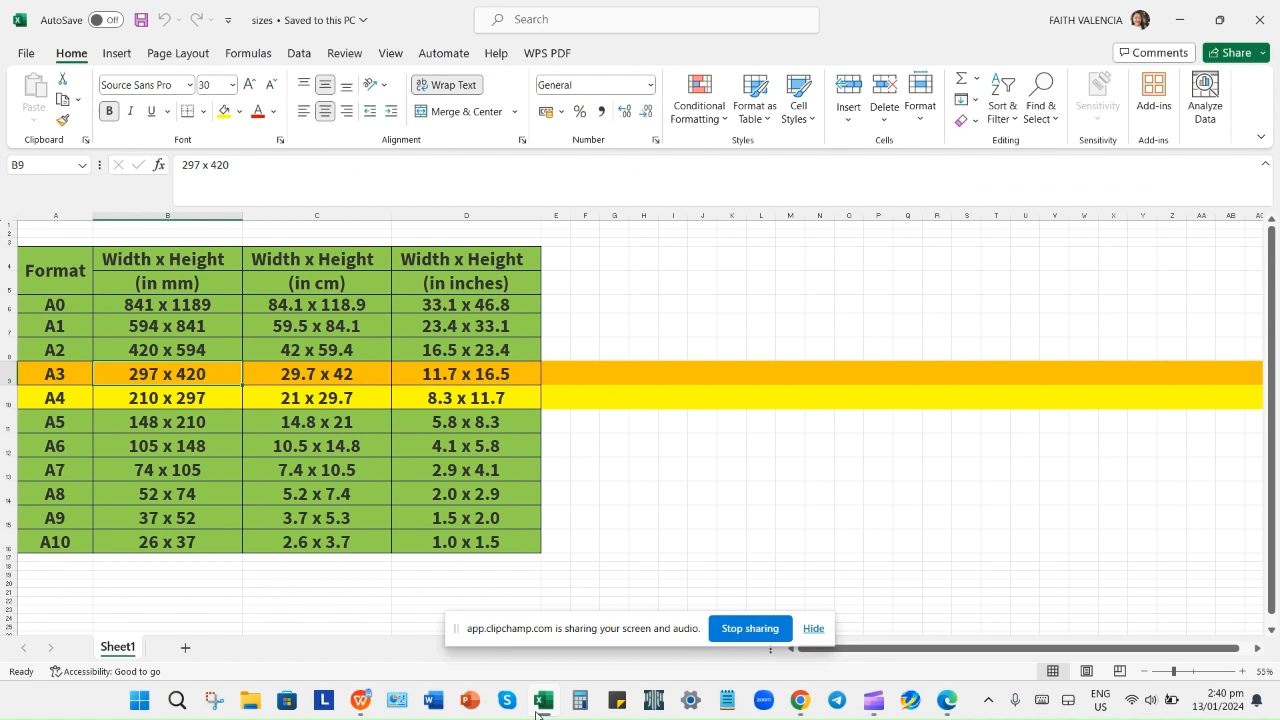 AutoSave Off sizes • Saved to this PC Search FAITH VALENCIA
File Home Insert Page Layout Formulas Data Review View Automate Help WPS PDF Comments Share
Paste Source Sans Pro 30 Wrap Text General Conditional Formatting Format as Table Cell Styles Insert Delete Format Sort & Filter Find & Select Sensitivity Add-ins Analyze Data
B I U A Merge & Center % ,
Clipboard Font Alignment Number Styles Cells Editing Sensitivity Add-ins
B9 fx 297 x 420
A B C D E F G H I J K L M N O P Q R S T U V W X Y Z AA AB
Format Width x Height Width x Height Width x Height
(in mm) (in cm) (in inches)
A0 841 x 1189 84.1 x 118.9 33.1 x 46.8
A1 594 x 841 59.5 x 84.1 23.4 x 33.1
A2 420 x 594 42 x 59.4 16.5 x 23.4
A3 297 x 420 29.7 x 42 11.7 x 16.5
A4 210 x 297 21 x 29.7 8.3 x 11.7
A5 148 x 210 14.8 x 21 5.8 x 8.3
A6 105 x 148 10.5 x 14.8 4.1 x 5.8
A7 74 x 105 7.4 x 10.5 2.9 x 4.1
A8 52 x 74 5.2 x 7.4 2.0 x 2.9
A9 37 x 52 3.7 x 5.3 1.5 x 2.0
A10 26 x 37 2.6 x 3.7 1.0 x 1.5
app.clipchamp.com is sharing your screen and audio. Stop sharing Hide
Sheet1
Ready Accessibility: Good to go 55%
ENG 2:40 pm
US 13/01/2024